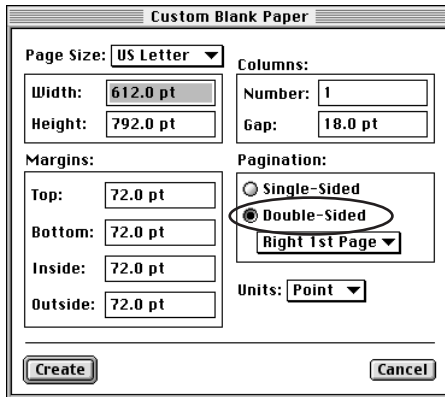 Custom Blank Paper
Page Size: US Letter
Width: 612.0 pt
Height: 792.0 pt
Columns:
Number: 1
Gap: 18.0 pt
Margins:
Top: 72.0 pt
Bottom: 72.0 pt
Inside: 72.0 pt
Outside: 72.0 pt
Pagination:
Single-Sided
Double-Sided
Right 1st Page
Units: Point
Create
Cancel